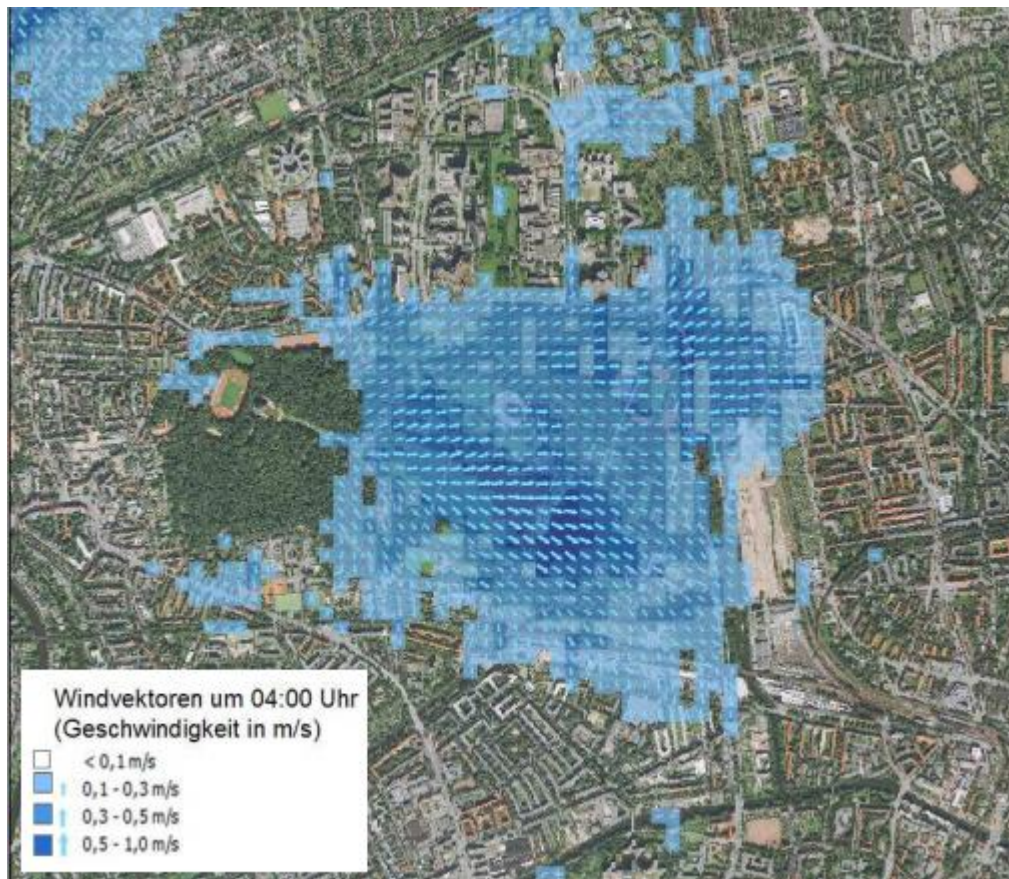 Windvektoren um 04:00 Uhr
(Geschwindigkeit in m/s)
< 0,1 m/s
0,1 - 0,3 m/s
0,3 - 0,5 m/s
0,5 - 1,0 m/s